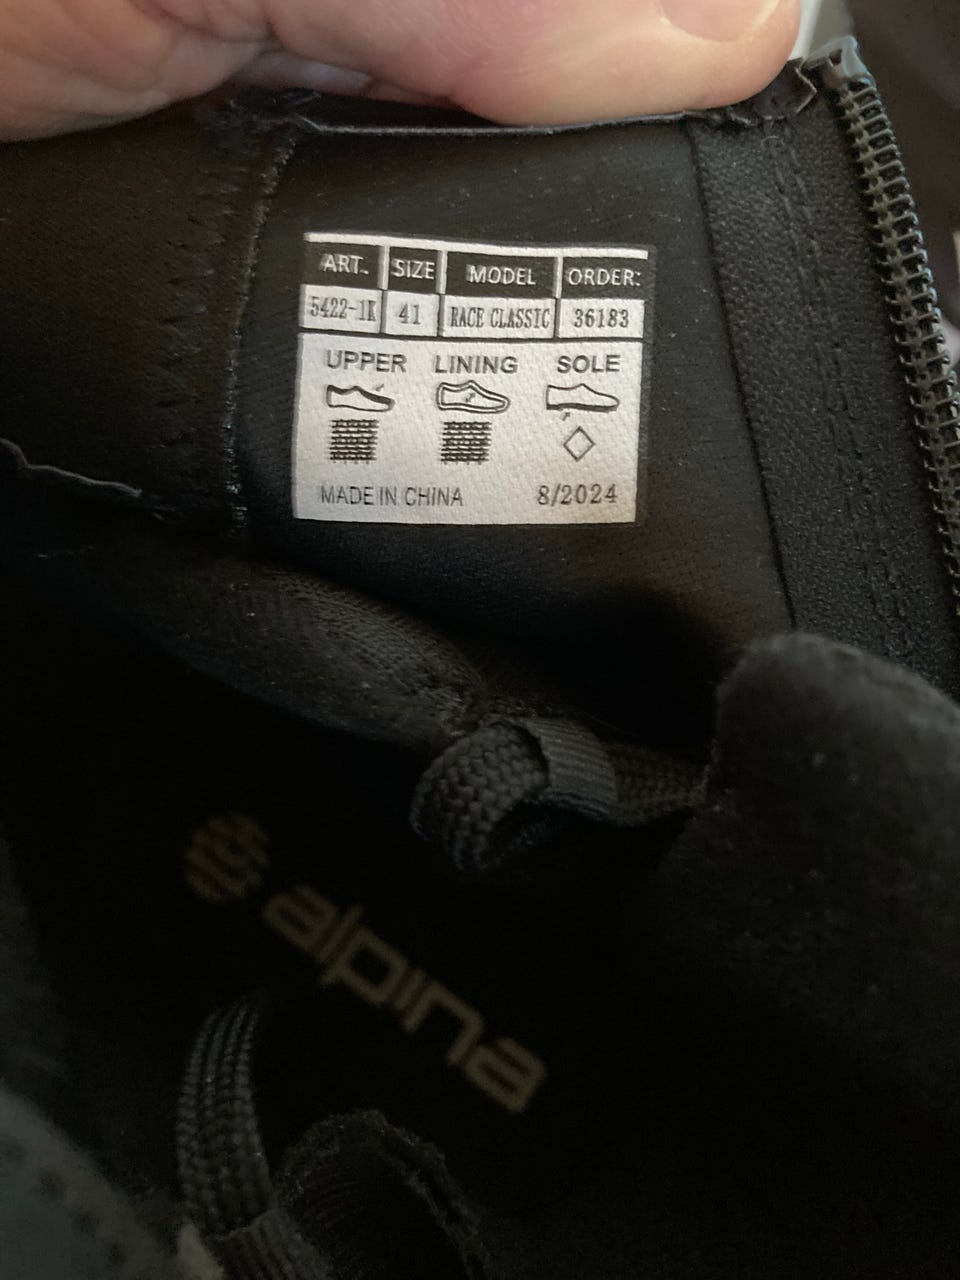 ART. SIZE MODEL ORDER:
5422-1K 41 RACE CLASSIC 36183
UPPER LINING SOLE
MADE IN CHINA 8/2024
alpina